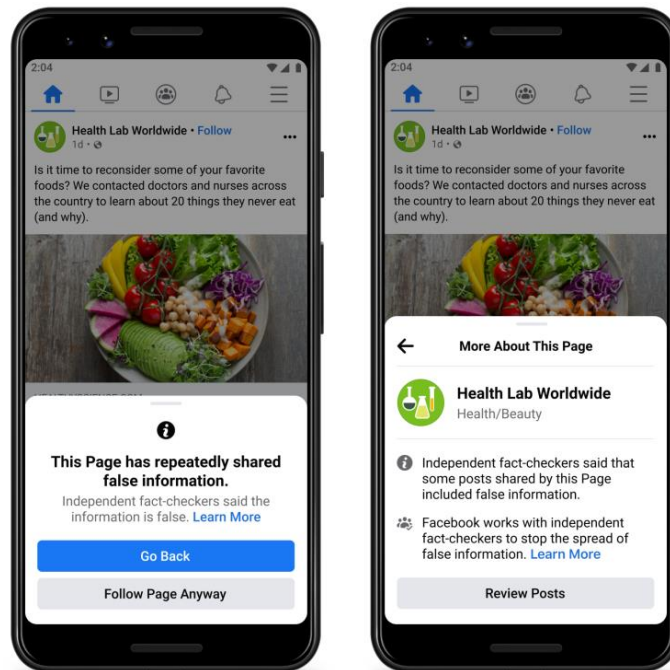 2:04
Health Lab Worldwide • Follow
1d •
Is it time to reconsider some of your favorite
foods? We contacted doctors and nurses across
the country to learn about 20 things they never eat
(and why).
This Page has repeatedly shared
false information.
Independent fact-checkers said the
information is false. Learn More
Go Back
Follow Page Anyway
2:04
Health Lab Worldwide • Follow
1d •
Is it time to reconsider some of your favorite
foods? We contacted doctors and nurses across
the country to learn about 20 things they never eat
(and why).
More About This Page
Health Lab Worldwide
Health/Beauty
Independent fact-checkers said that
some posts shared by this Page
included false information.
Facebook works with independent
fact-checkers to stop the spread of
false information. Learn More
Review Posts